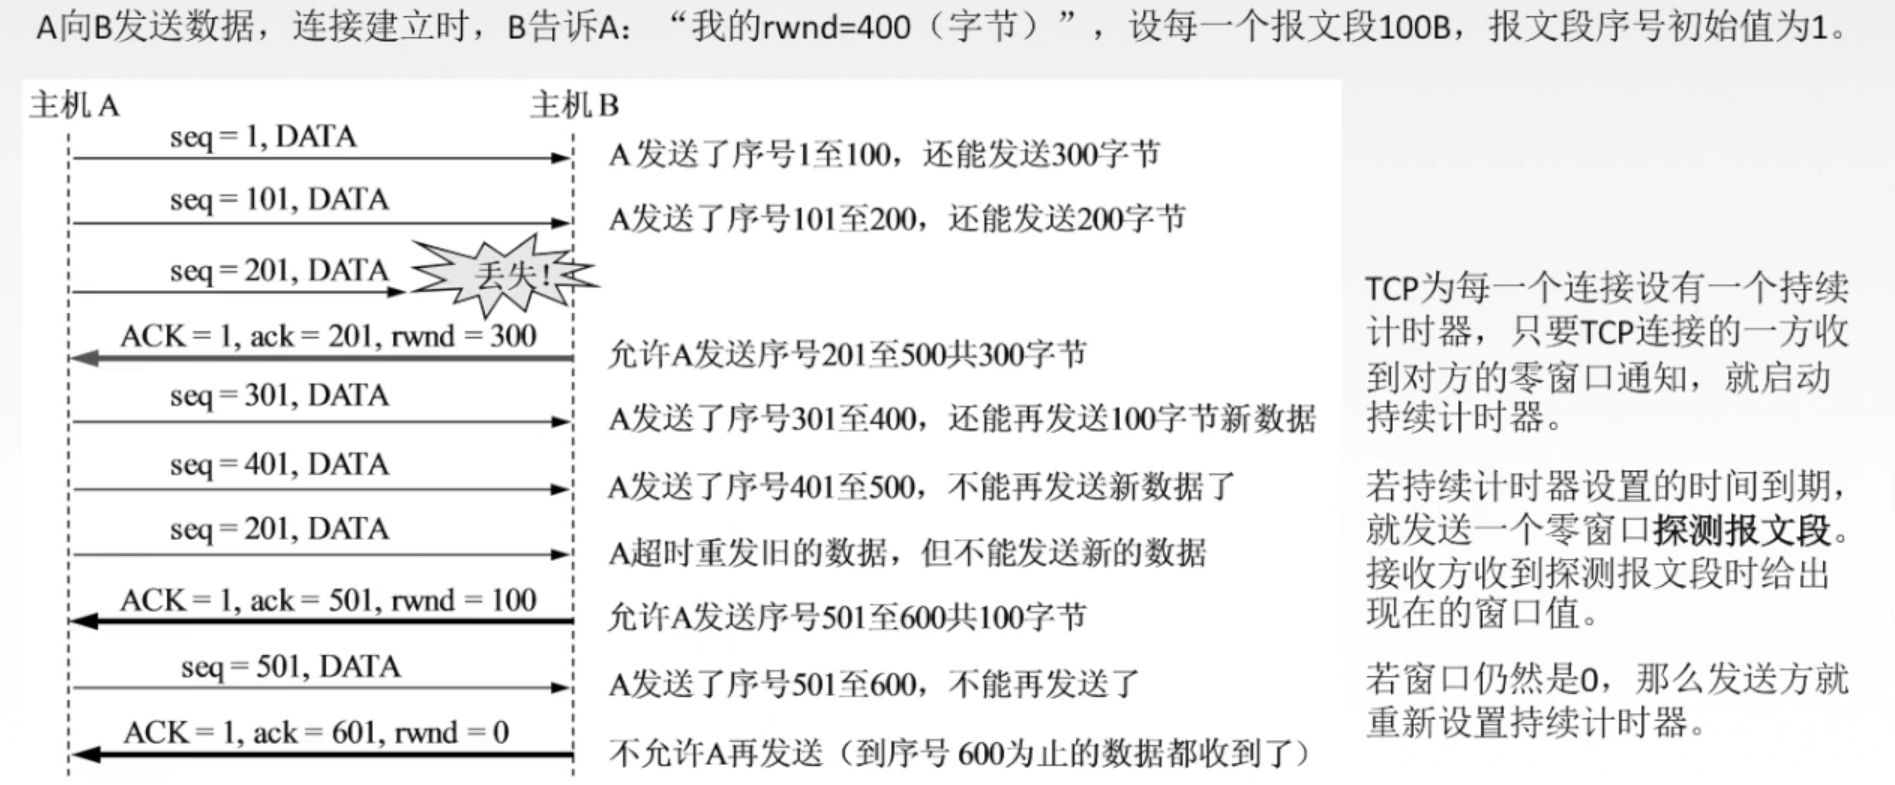 A向B发送数据，连接建立时，B告诉A：“我的rwnd=400（字节）”，设每一个报文段100B，报文段序号初始值为1。
主机A
主机B
seq = 1, DATA
A发送了序号1至100，还能发送300字节
seq = 101, DATA
A发送了序号101至200，还能发送200字节
seq = 201, DATA
丢失！
ACK = 1, ack = 201, rwnd = 300
允许A发送序号201至500共300字节
seq = 301, DATA
A发送了序号301至400，还能再发送100字节新数据
seq = 401, DATA
A发送了序号401至500，不能再发送新数据了
seq = 201, DATA
A超时重发旧的数据，但不能发送新的数据
ACK = 1, ack = 501, rwnd = 100
允许A发送序号501至600共100字节
seq = 501, DATA
A发送了序号501至600，不能再发送了
ACK = 1, ack = 601, rwnd = 0
不允许A再发送（到序号 600为止的数据都收到了）
TCP为每一个连接设有一个持续
计时器，只要TCP连接的一方收
到对方的零窗口通知，就启动
持续计时器。
若持续计时器设置的时间到期，
就发送一个零窗口探测报文段。
接收方收到探测报文段时给出
现在的窗口值。
若窗口仍然是0，那么发送方就
重新设置持续计时器。